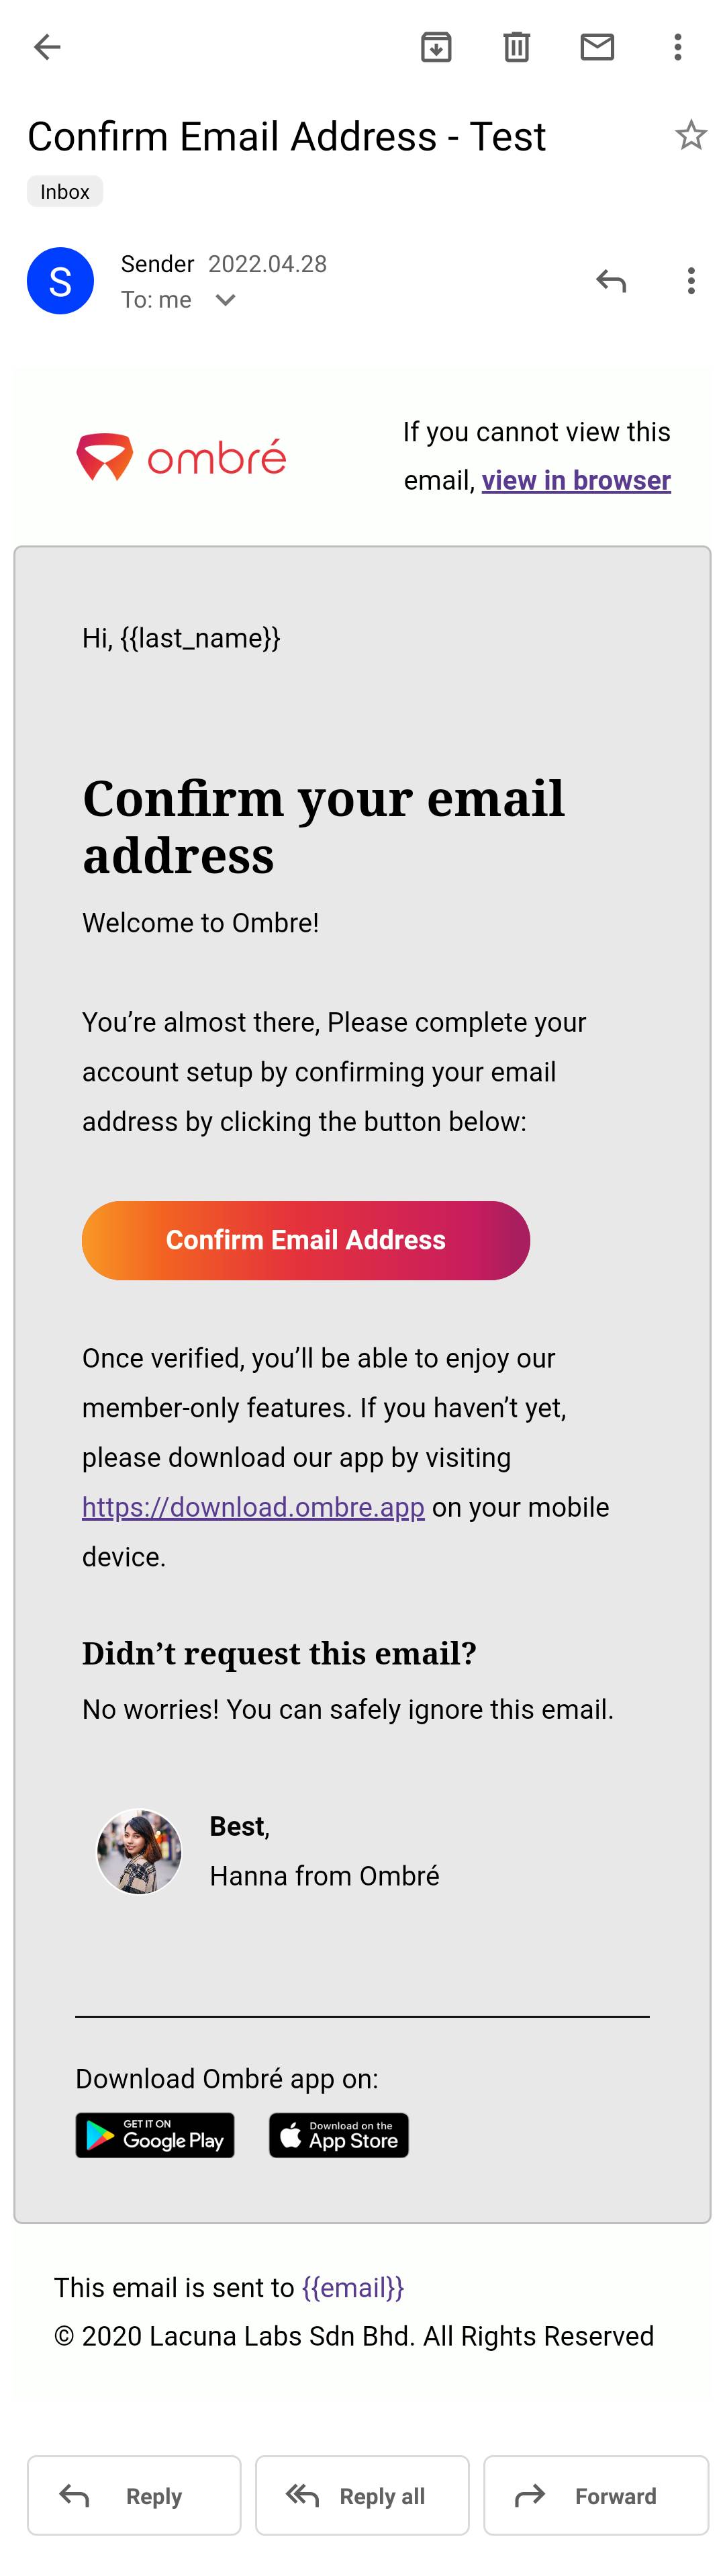 Confirm Email Address - Test
Inbox
S
Sender 2022.04.28
To: me
ombré
If you cannot view this
email, view in browser
Hi, {{last_name}}
Confirm your email
address
Welcome to Ombre!
You’re almost there, Please complete your
account setup by confirming your email
address by clicking the button below:
Confirm Email Address
Once verified, you’ll be able to enjoy our
member-only features. If you haven’t yet,
please download our app by visiting
https://download.ombre.app on your mobile
device.
Didn’t request this email?
No worries! You can safely ignore this email.
Best,
Hanna from Ombré
Download Ombré app on:
GET IT ON
Google Play
Download on the
App Store
This email is sent to {{email}}
© 2020 Lacuna Labs Sdn Bhd. All Rights Reserved
Reply
Reply all
Forward